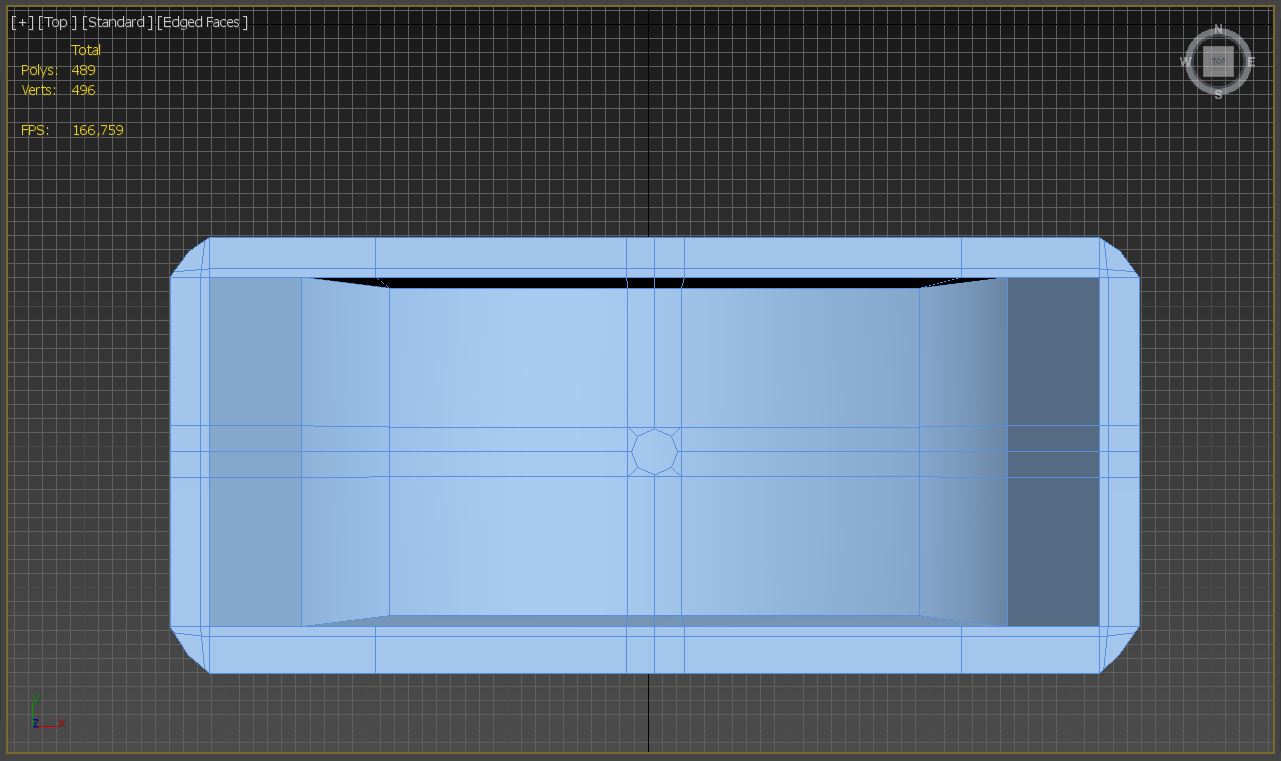 [+] [Top ] [Standard ] [Edged Faces ]
Total
Polys: 489
Verts: 496
FPS: 166,759
N
W TOP E
S
y
z x